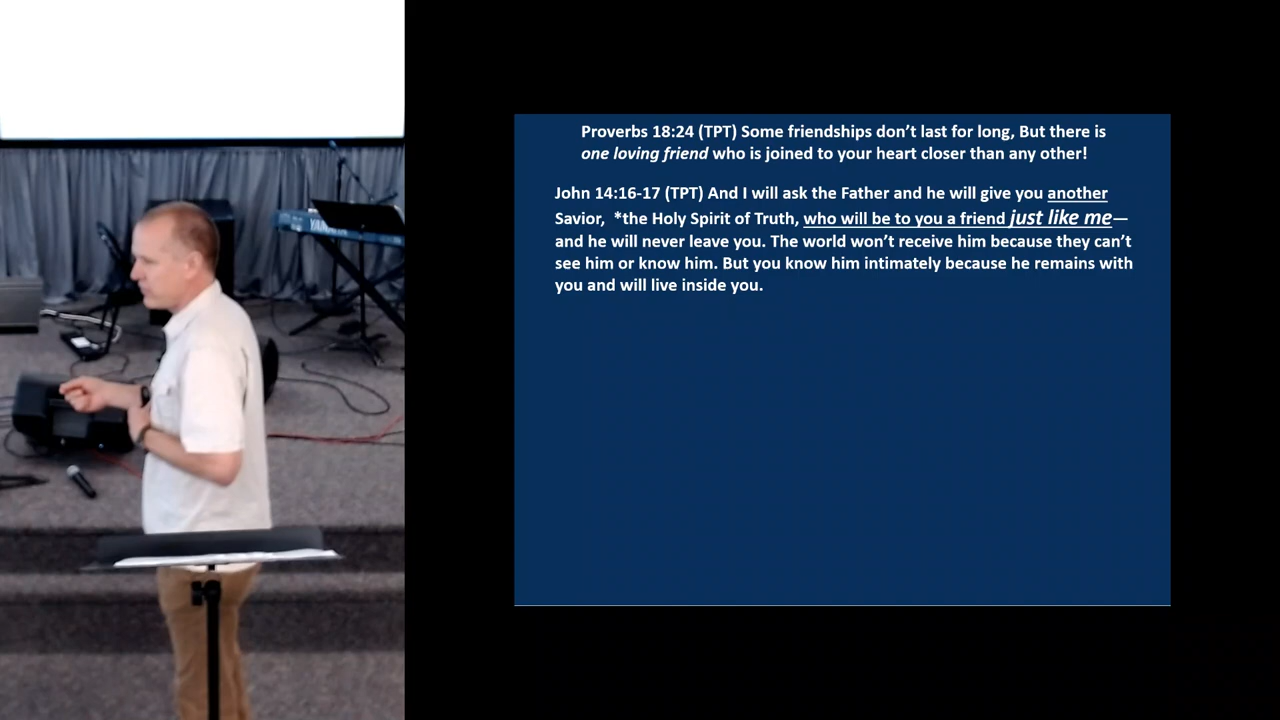 Proverbs 18:24 (TPT) Some friendships don’t last for long, But there is
one loving friend who is joined to your heart closer than any other!
John 14:16-17 (TPT) And I will ask the Father and he will give you another
Savior, *the Holy Spirit of Truth, who will be to you a friend just like me—
and he will never leave you. The world won’t receive him because they can’t
see him or know him. But you know him intimately because he remains with
you and will live inside you.